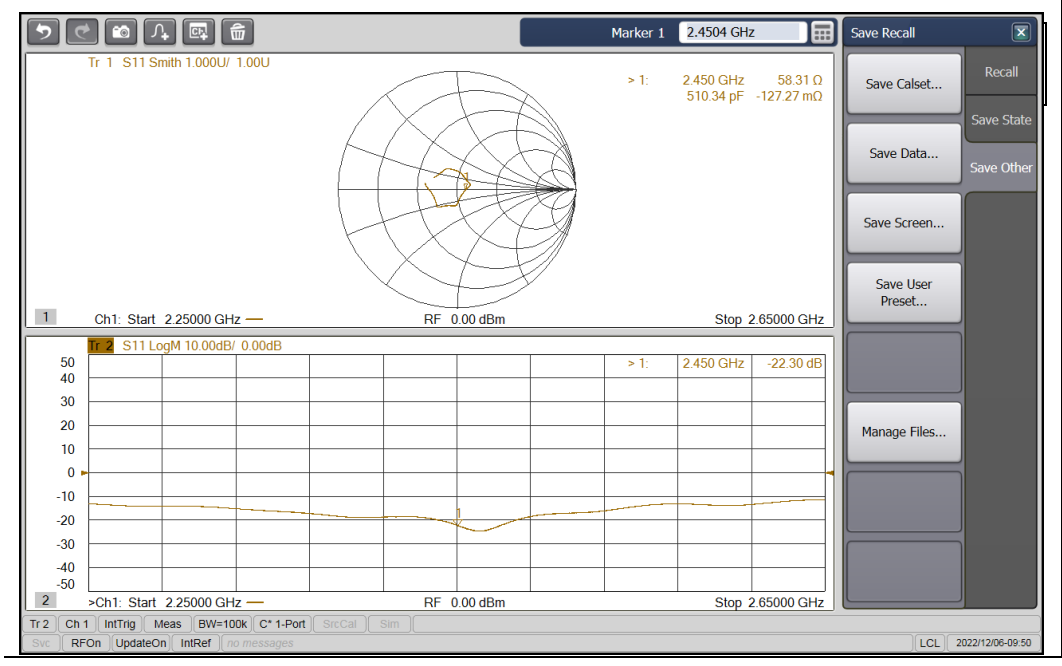 Marker 1 2.4504 GHz
Save Recall
Tr 1 S11 Smith 1.000U/ 1.00U
> 1: 2.450 GHz 58.31 Ω
510.34 pF -127.27 mΩ
1
1
Ch1: Start 2.25000 GHz
RF 0.00 dBm
Stop 2.65000 GHz
Tr 2 S11 LogM 10.00dB/ 0.00dB
> 1: 2.450 GHz -22.30 dB
50
40
30
20
10
0
-10
-20
-30
-40
-50
1
2
>Ch1: Start 2.25000 GHz
RF 0.00 dBm
Stop 2.65000 GHz
Save Calset...
Save Data...
Save Screen...
Save User
Preset...
Manage Files...
Recall
Save State
Save Other
Tr 2 Ch 1 IntTrig Meas BW=100k C* 1-Port SrcCal Sim
Svc RFOn UpdateOn IntRef no messages LCL 2022/12/06-09:50